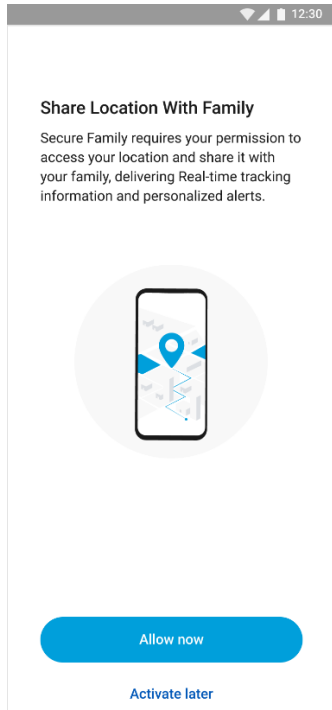 12:30
Share Location With Family
Secure Family requires your permission to
access your location and share it with
your family, delivering Real-time tracking
information and personalized alerts.
Allow now
Activate later